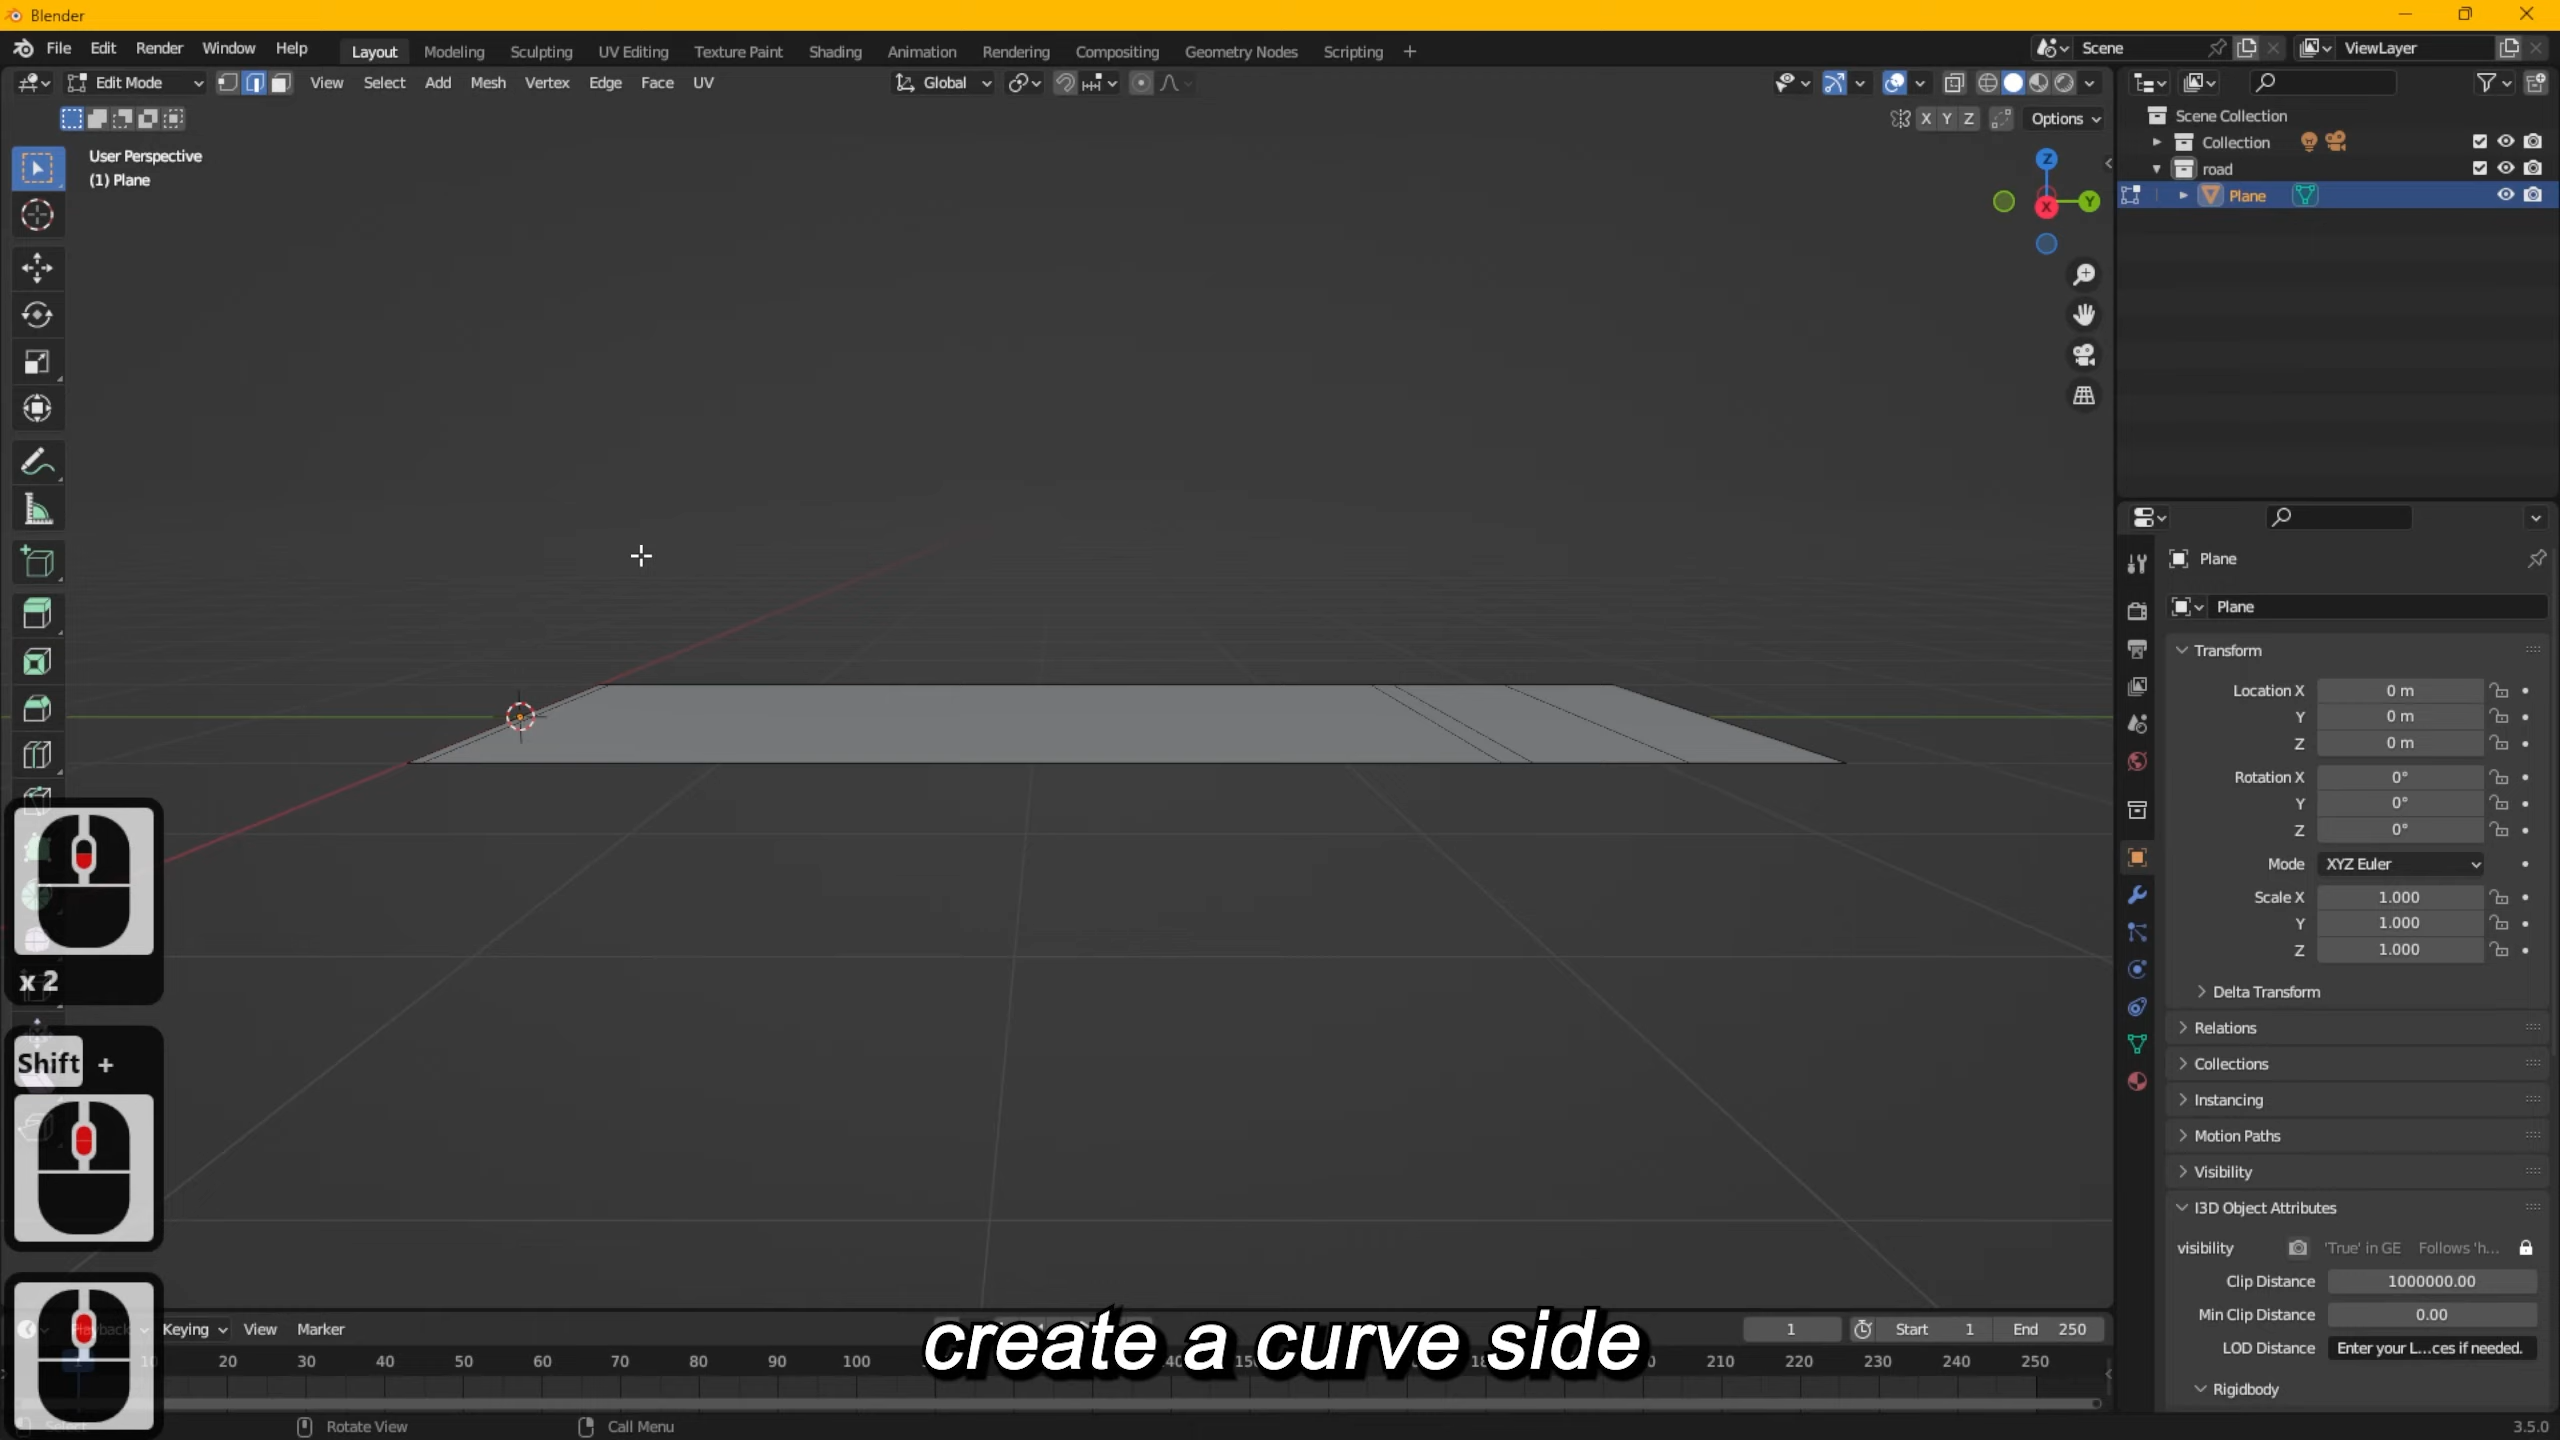 Blender
File Edit Render Window Help Layout Modeling Sculpting UV Editing Texture Paint Shading Animation Rendering Compositing Geometry Nodes Scripting + Scene ViewLayer
Edit Mode View Select Add Mesh Vertex Edge Face UV Global
X Y Z Options
User Perspective
(1) Plane
Z
Y
X
Scene Collection
Collection
road
Plane
Plane
Plane
Transform
Location X 0 m
Y 0 m
Z 0 m
Rotation X 0°
Y 0°
Z 0°
Mode XYZ Euler
Scale X 1.000
Y 1.000
Z 1.000
Delta Transform
Relations
Collections
Instancing
Motion Paths
Visibility
I3D Object Attributes
visibility 'True' in GE Follows 'h...
Clip Distance 1000000.00
Min Clip Distance 0.00
LOD Distance Enter your L...ces if needed.
Rigidbody
x 2
Shift +
create a curve side
Playback Keying View Marker 1 Start 1 End 250
10 20 30 40 50 60 70 80 90 100 210 220 230 240 250
Select Rotate View Call Menu 3.5.0